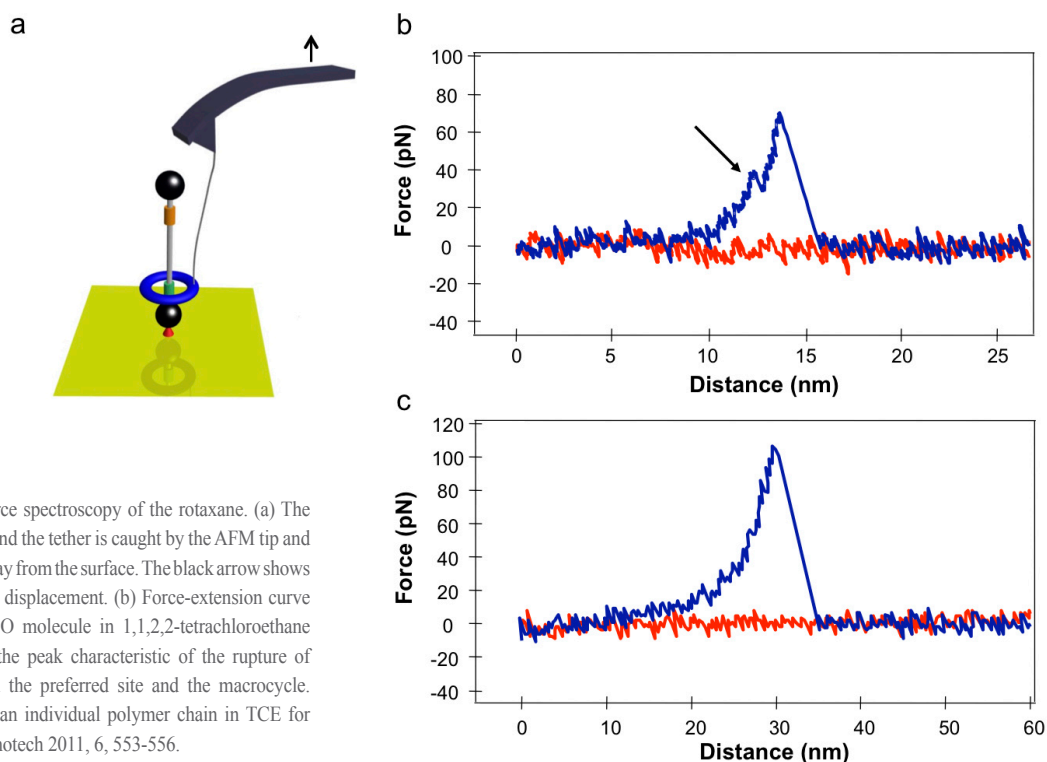 a
b
100
80
60
40
20
0
-20
-40
Force (pN)
0 5 10 15 20 25
Distance (nm)
c
120
100
80
60
40
20
0
-20
-40
Force (pN)
0 10 20 30 40 50 60
Distance (nm)
rce spectroscopy of the rotaxane. (a) The
nd the tether is caught by the AFM tip and
ay from the surface. The black arrow shows
displacement. (b) Force-extension curve
O molecule in 1,1,2,2-tetrachloroethane
the peak characteristic of the rupture of
the preferred site and the macrocycle.
an individual polymer chain in TCE for
notech 2011, 6, 553-556.